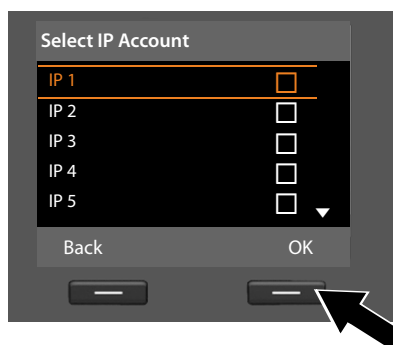 Select IP Account
IP 1
IP 2
IP 3
IP 4
IP 5
Back OK